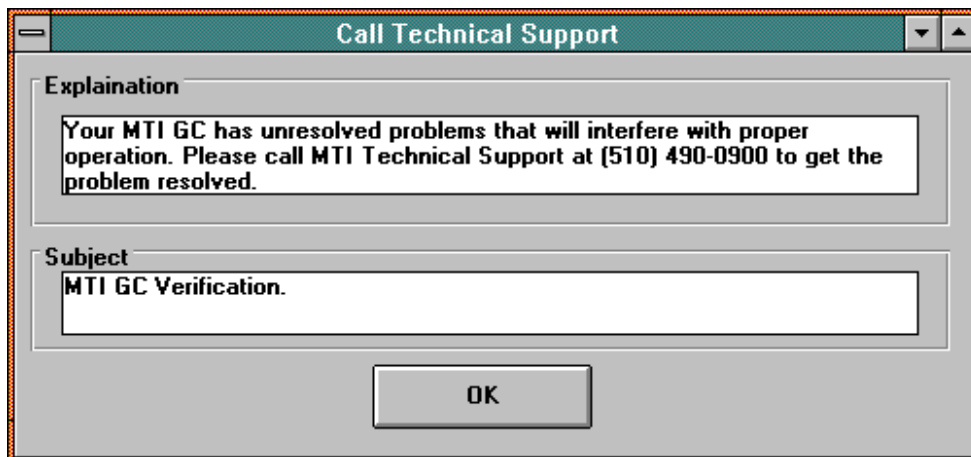 Call Technical Support
Explaination
Your MTI GC has unresolved problems that will interfere with proper
operation. Please call MTI Technical Support at (510) 490-0900 to get the
problem resolved.
Subject
MTI GC Verification.
OK